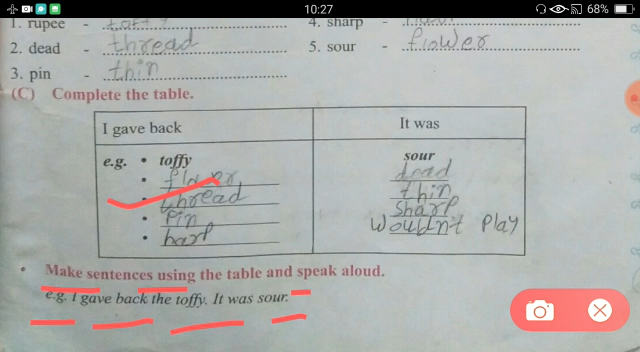 10:27
68%
1. rupee - toffy
4. sharp -
2. dead - thread
5. sour - flower
3. pin - thin
(C) Complete the table.
I gave back
It was
e.g. • toffy
sour
• flower
dead
• thread
thin
• Pin
Sharp
• harp
Wouldn't Play
• Make sentences using the table and speak aloud.
e.g. I gave back the toffy. It was sour.